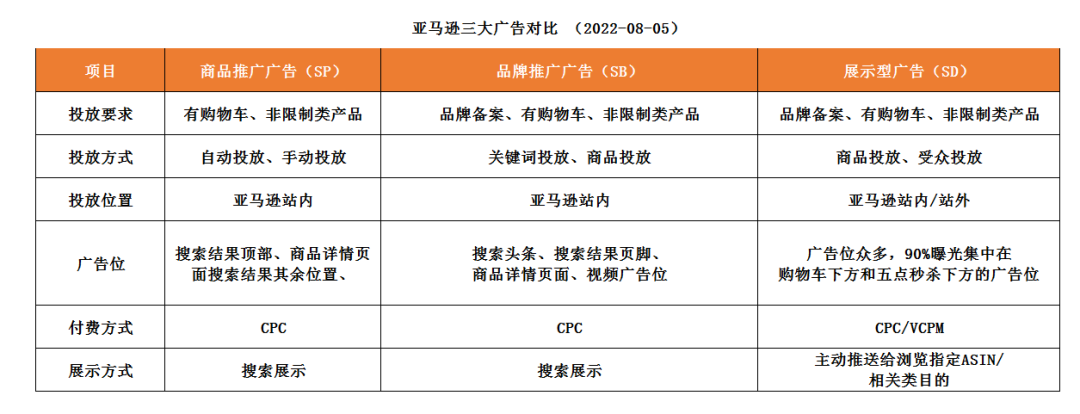 亚马逊三大广告对比 （2022-08-05）
项目 商品推广广告（SP） 品牌推广广告（SB） 展示型广告（SD）
投放要求 有购物车、非限制类产品 品牌备案、有购物车、非限制类产品 品牌备案、有购物车、非限制类产品
投放方式 自动投放、手动投放 关键词投放、商品投放 商品投放、受众投放
投放位置 亚马逊站内 亚马逊站内 亚马逊站内/站外
广告位
搜索结果顶部、商品详情页
面搜索结果其余位置、
搜索头条、搜索结果页脚、
商品详情页面、视频广告位
广告位众多，90%曝光集中在
购物车下方和五点秒杀下方的广告位
付费方式 CPC CPC CPC/VCPM
展示方式 搜索展示 搜索展示
主动推送给浏览指定ASIN/
相关类目的